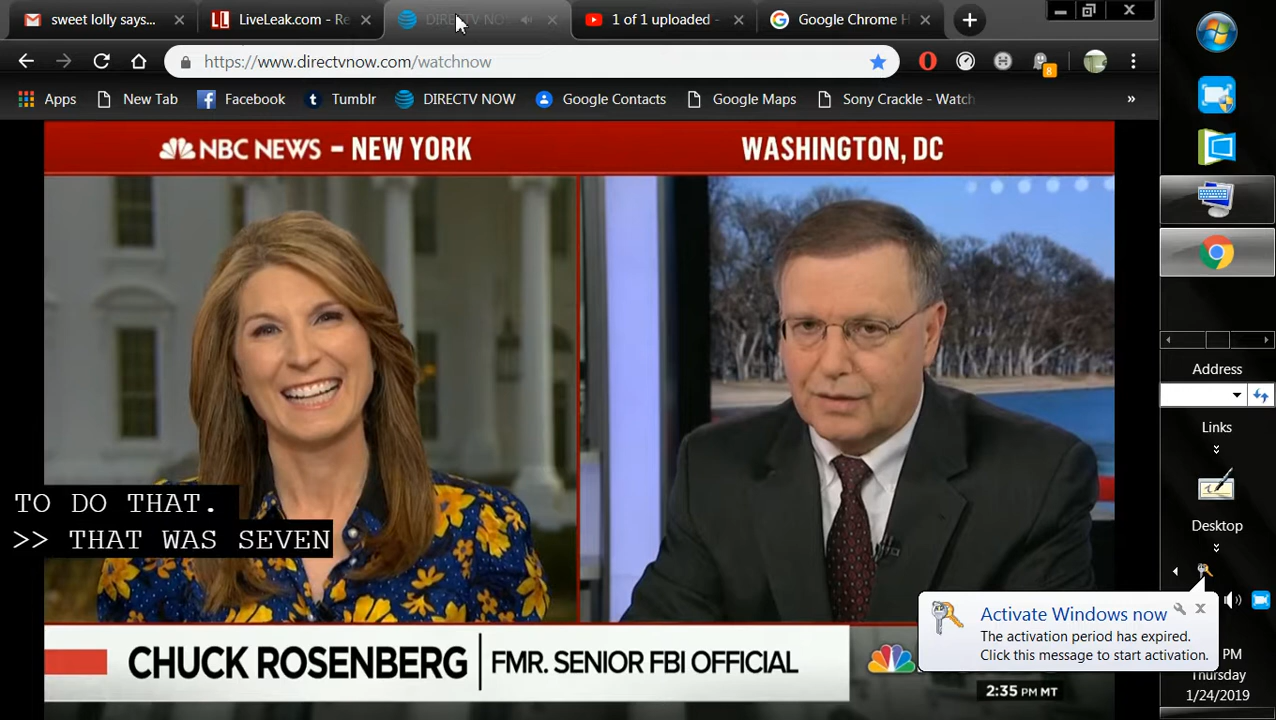 sweet lolly says...
LiveLeak.com - Re
DIRECTV NO
1 of 1 uploaded -
Google Chrome H
https://www.directvnow.com/watchnow
8
Apps
New Tab
Facebook
Tumblr
DIRECTV NOW
Google Contacts
Google Maps
Sony Crackle - Watch
»
NBC NEWS – NEW YORK
WASHINGTON, DC
TO DO THAT.
>> THAT WAS SEVEN
CHUCK ROSENBERG
FMR. SENIOR FBI OFFICIAL
2:35 PM MT
Address
Links
Desktop
Activate Windows now
The activation period has expired.
Click this message to start activation.
PM
Thursday
1/24/2019